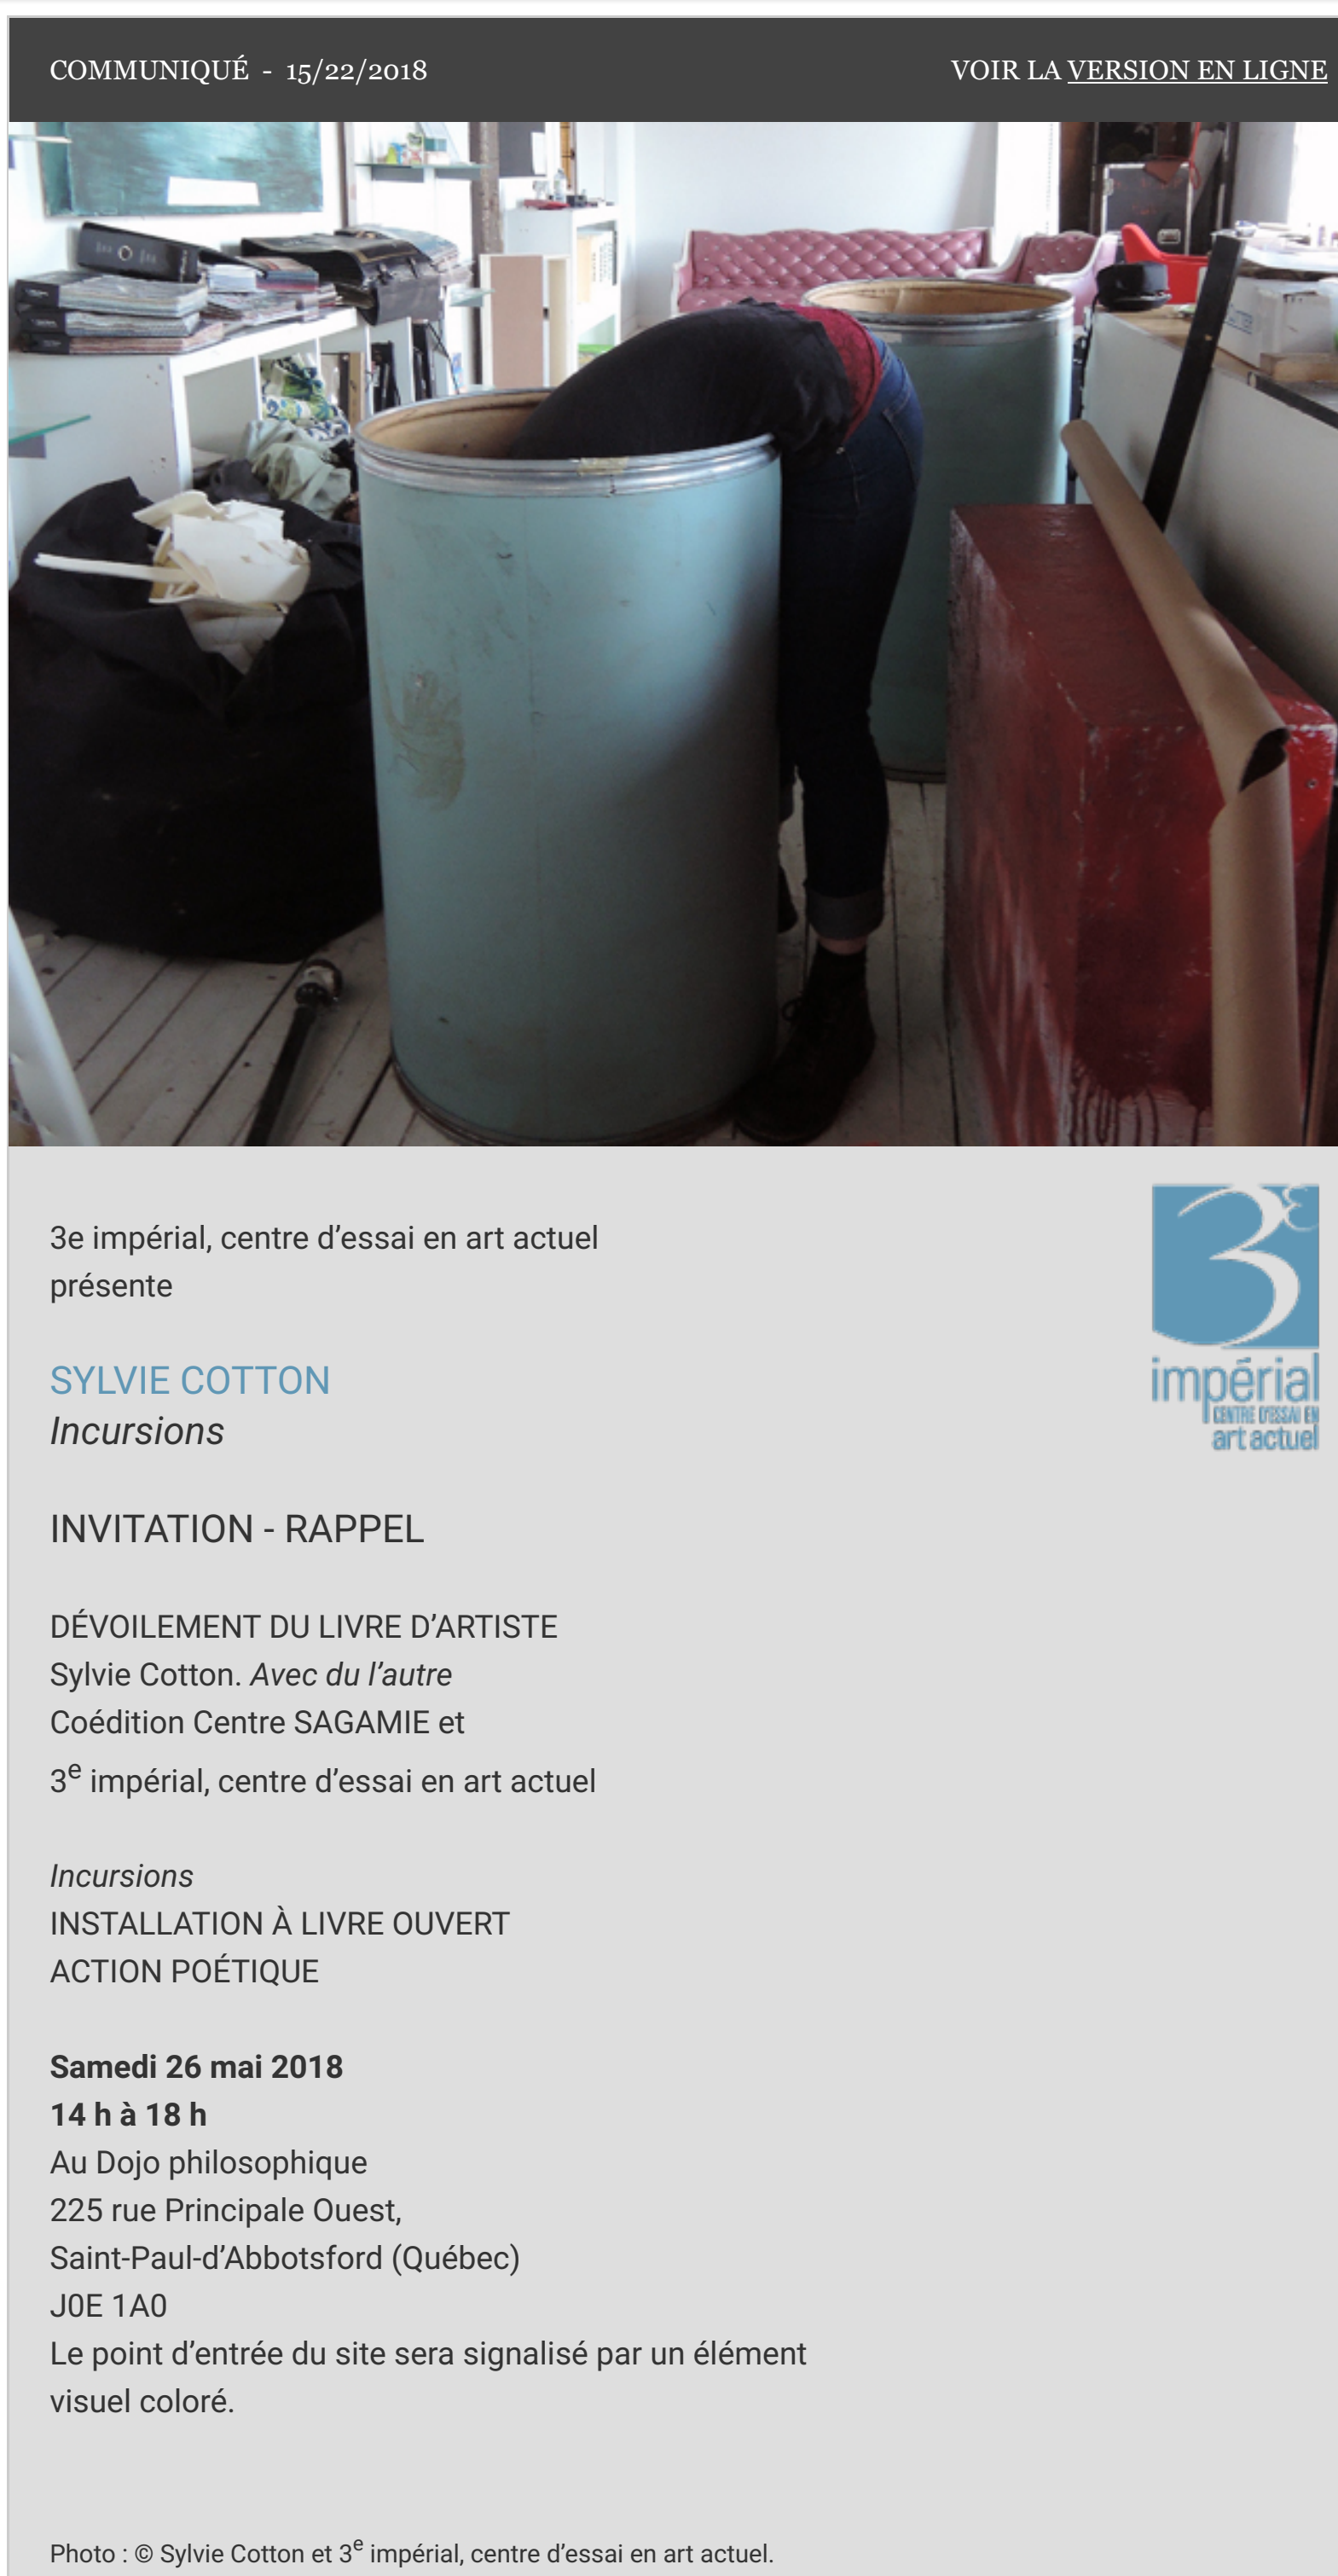 COMMUNIQUÉ - 15/22/2018
VOIR LA VERSION EN LIGNE
3e impérial, centre d’essai en art actuel
présente
SYLVIE COTTON
Incursions
INVITATION - RAPPEL
DÉVOILEMENT DU LIVRE D’ARTISTE
Sylvie Cotton. Avec du l’autre
Coédition Centre SAGAMIE et
3e impérial, centre d’essai en art actuel
Incursions
INSTALLATION À LIVRE OUVERT
ACTION POÉTIQUE
Samedi 26 mai 2018
14 h à 18 h
Au Dojo philosophique
225 rue Principale Ouest,
Saint-Paul-d’Abbotsford (Québec)
J0E 1A0
Le point d’entrée du site sera signalisé par un élément
visuel coloré.
Photo : © Sylvie Cotton et 3e impérial, centre d’essai en art actuel.
3e
impérial
CENTRE D'ESSAI EN
art actuel